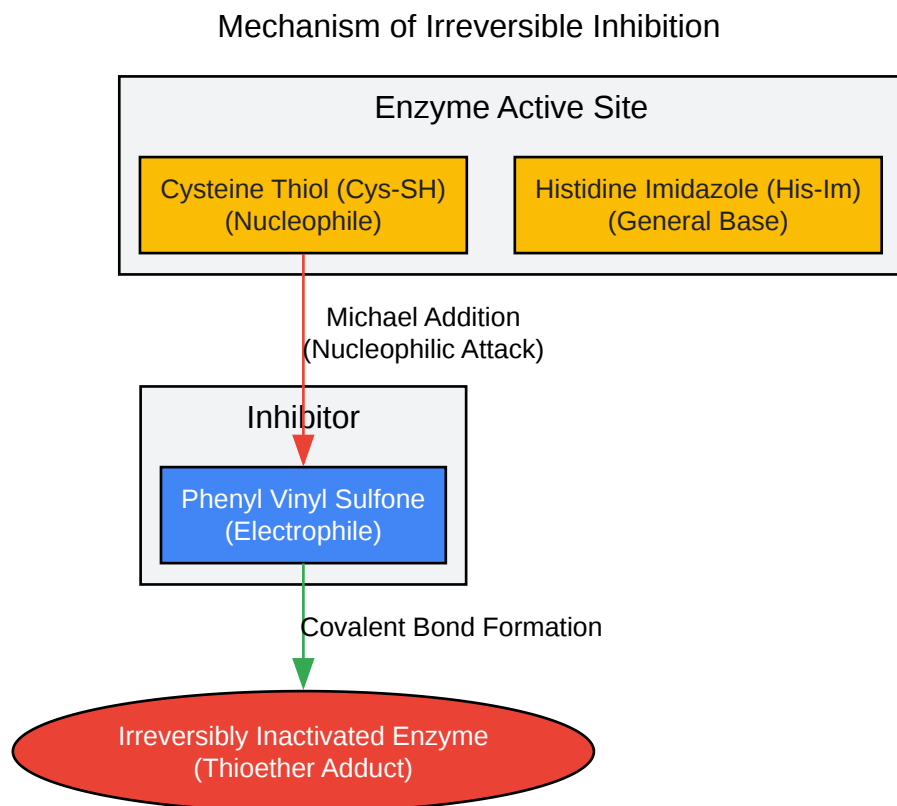 Mechanism of Irreversible Inhibition
Enzyme Active Site
Cysteine Thiol (Cys-SH)
(Nucleophile)
Histidine Imidazole (His-Im)
(General Base)
Michael Addition
(Nucleophilic Attack)
Inhibitor
Phenyl Vinyl Sulfone
(Electrophile)
Covalent Bond Formation
Irreversibly Inactivated Enzyme
(Thioether Adduct)